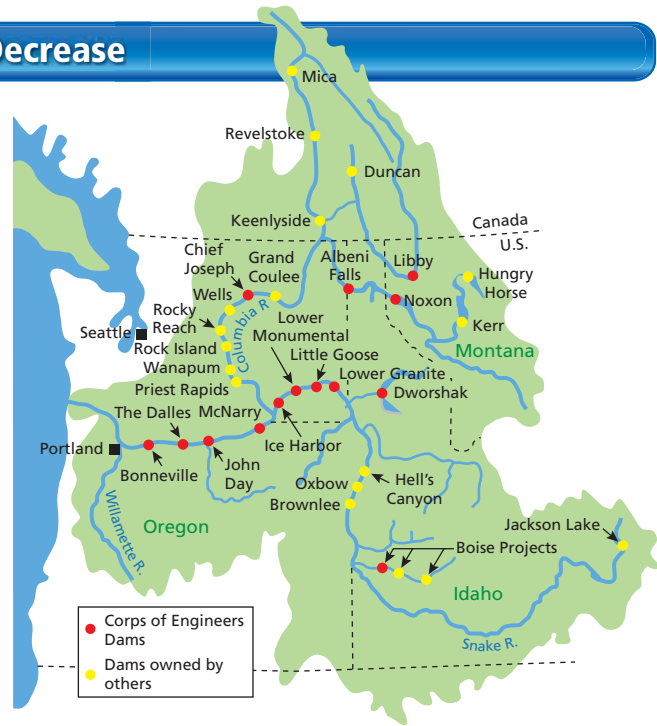 Decrease
Mica
Revelstoke
Duncan
Keenlyside
Canada
U.S.
Chief
Joseph
Grand
Coulee
Albeni
Falls
Libby
Hungry
Horse
Wells
Noxon
Rocky
Reach
Columbia R.
Lower
Monumental
Kerr
Seattle
Rock Island
Little Goose
Montana
Wanapum
Lower Granite
Priest Rapids
Dworshak
The Dalles
McNarry
Ice Harbor
Portland
Bonneville
John
Day
Hell's
Canyon
Oxbow
Brownlee
Willamette R.
Oregon
Jackson Lake
Boise Projects
Idaho
Snake R.
Corps of Engineers
Dams
Dams owned by
others